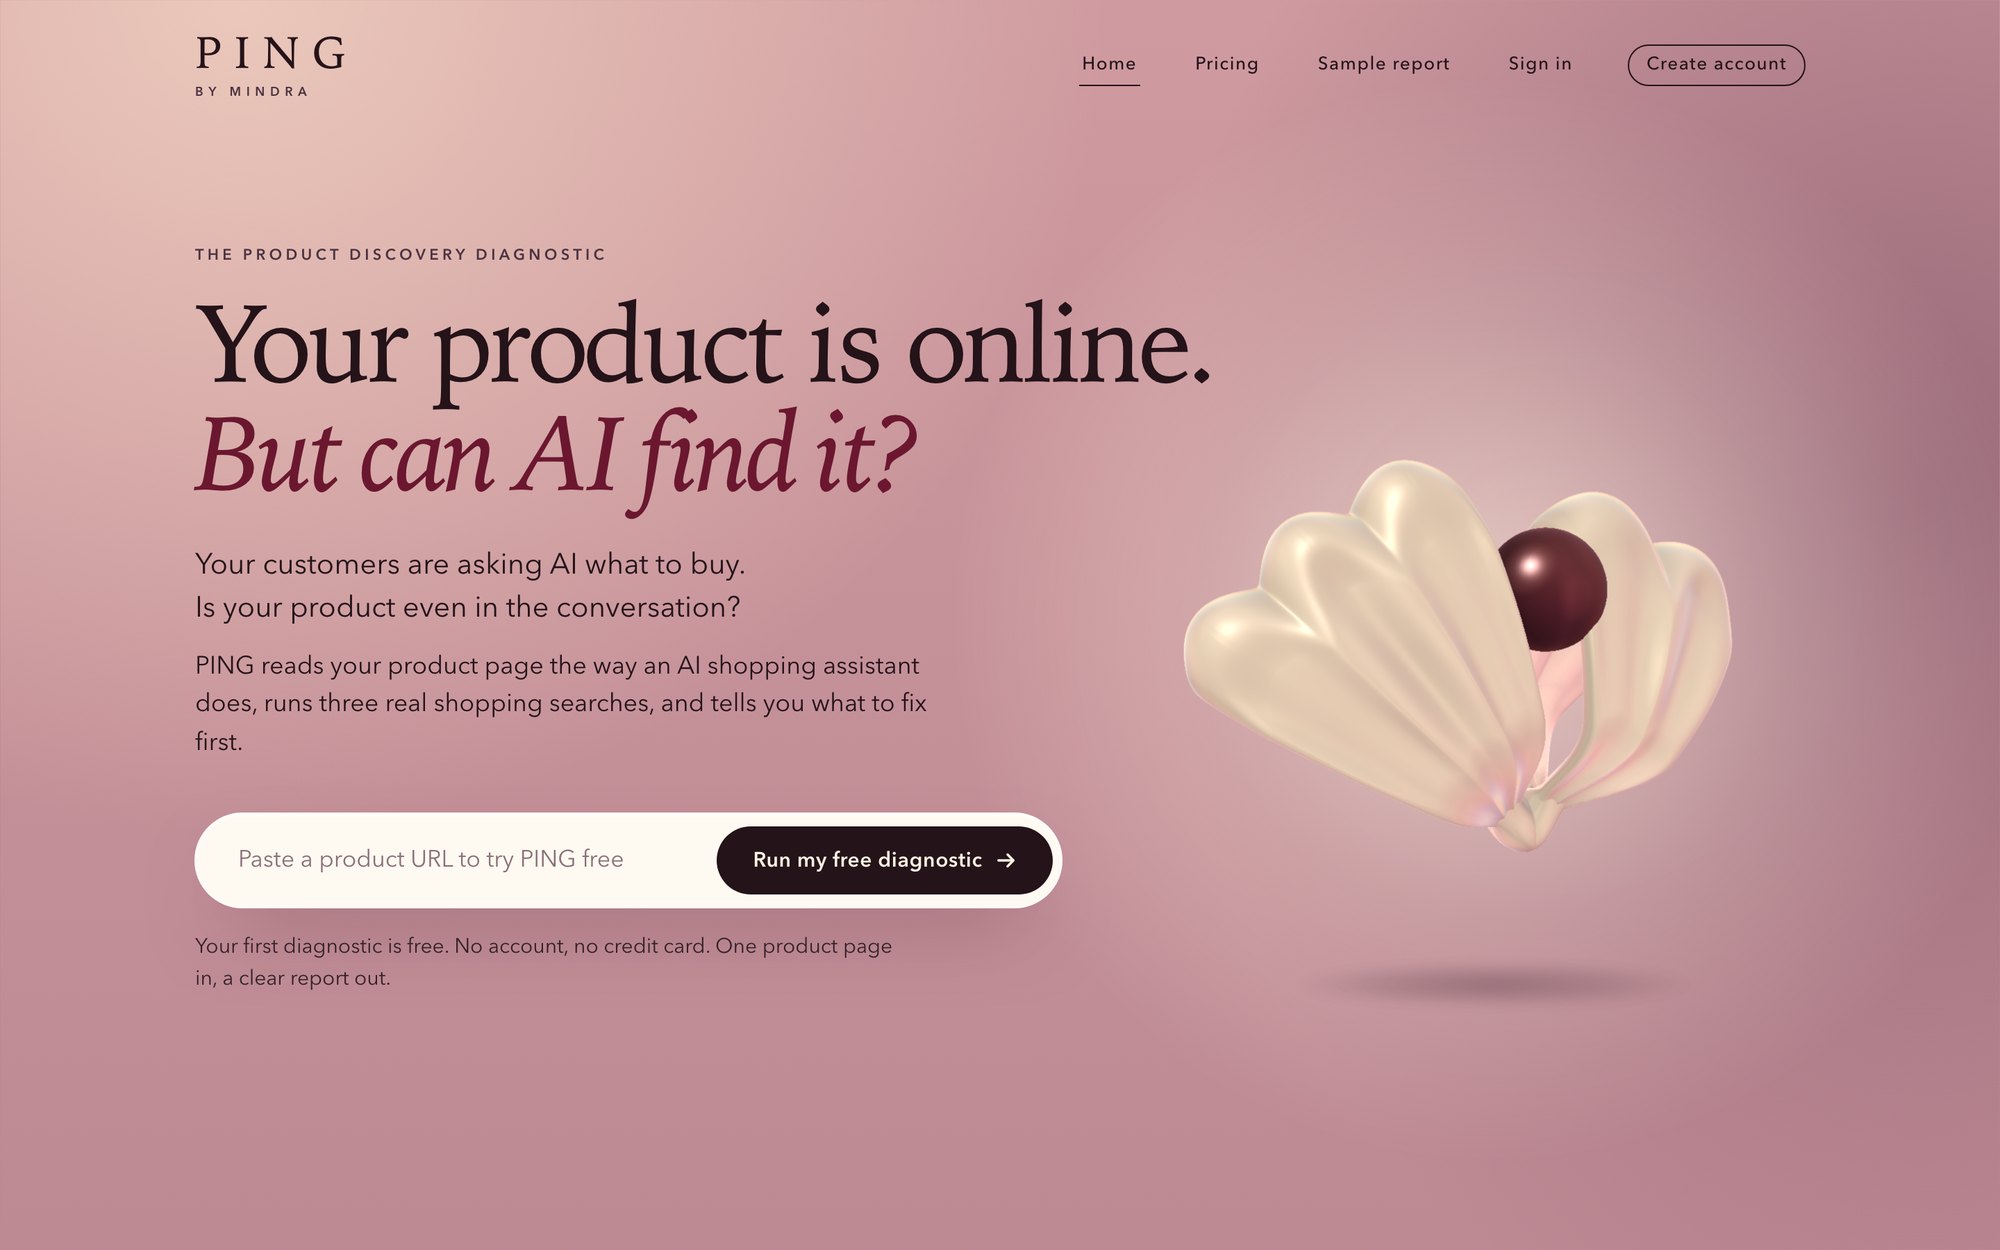 PING
BY MINDRA
Home
Pricing
Sample report
Sign in
Create account
THE PRODUCT DISCOVERY DIAGNOSTIC
Your product is online.
But can AI find it?
Your customers are asking AI what to buy.
Is your product even in the conversation?
PING reads your product page the way an AI shopping assistant
does, runs three real shopping searches, and tells you what to fix
first.
Paste a product URL to try PING free
Run my free diagnostic →
Your first diagnostic is free. No account, no credit card. One product page
in, a clear report out.